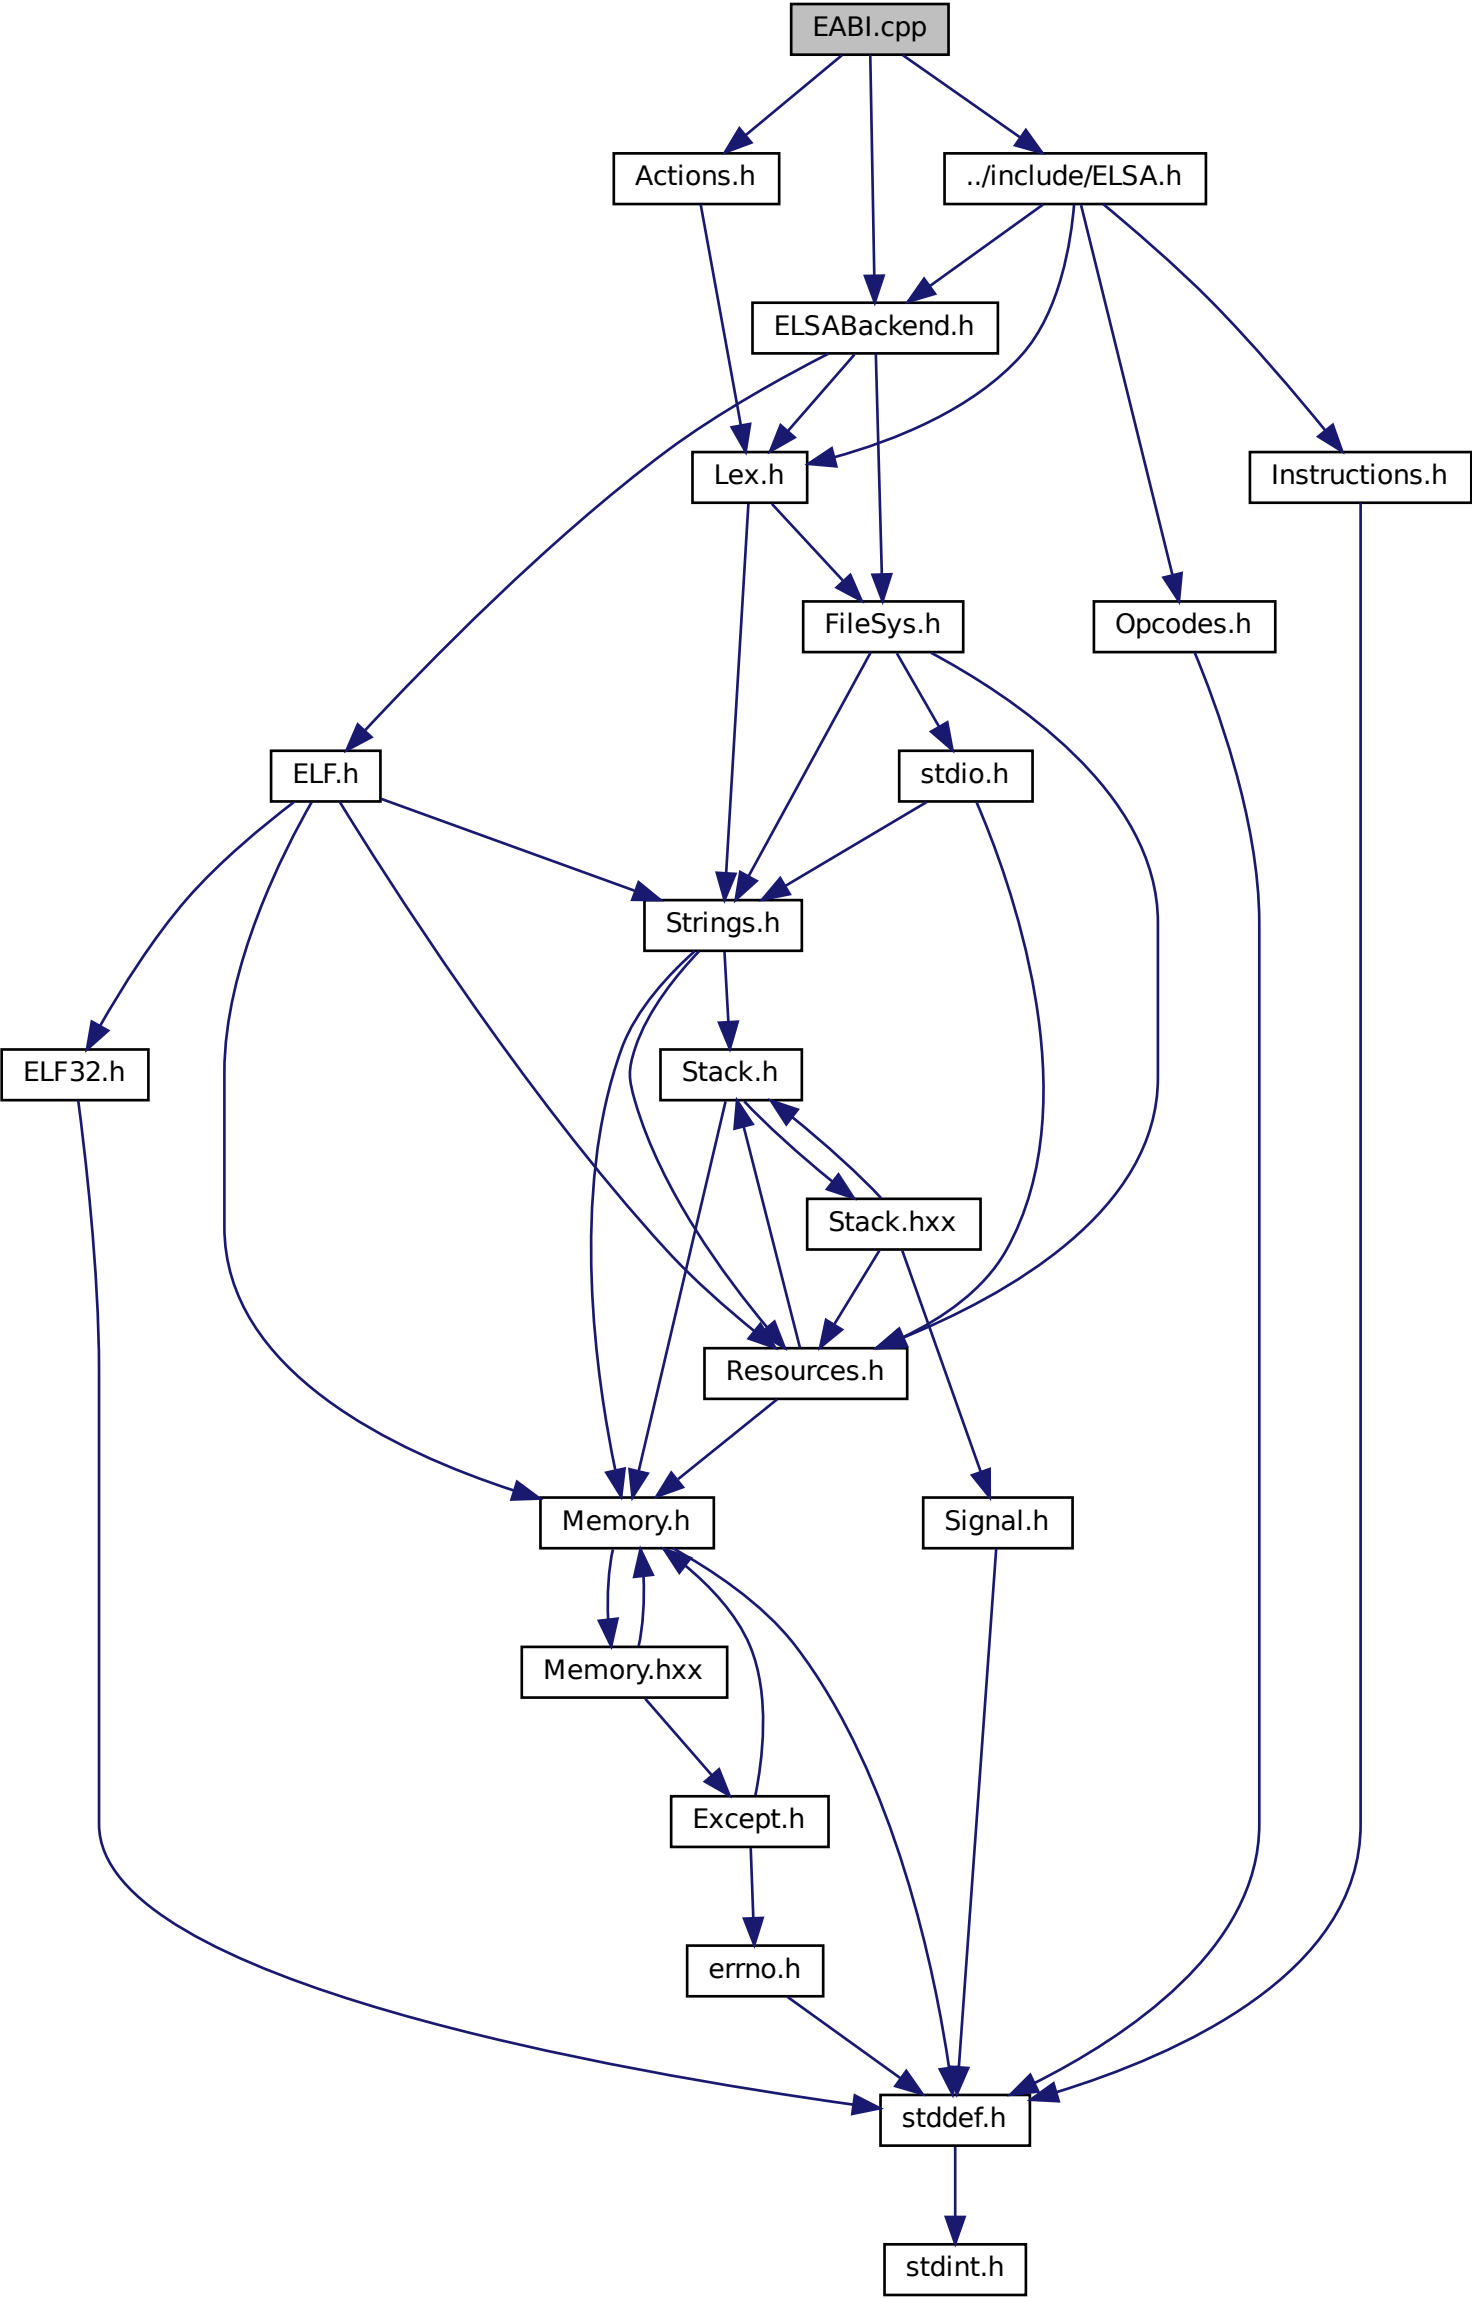 EABI.cpp
Actions.h
../include/ELSA.h
ELSABackend.h
Lex.h
Instructions.h
FileSys.h
Opcodes.h
ELF.h
stdio.h
Strings.h
ELF32.h
Stack.h
Stack.hxx
Resources.h
Memory.h
Signal.h
Memory.hxx
Except.h
errno.h
stddef.h
stdint.h